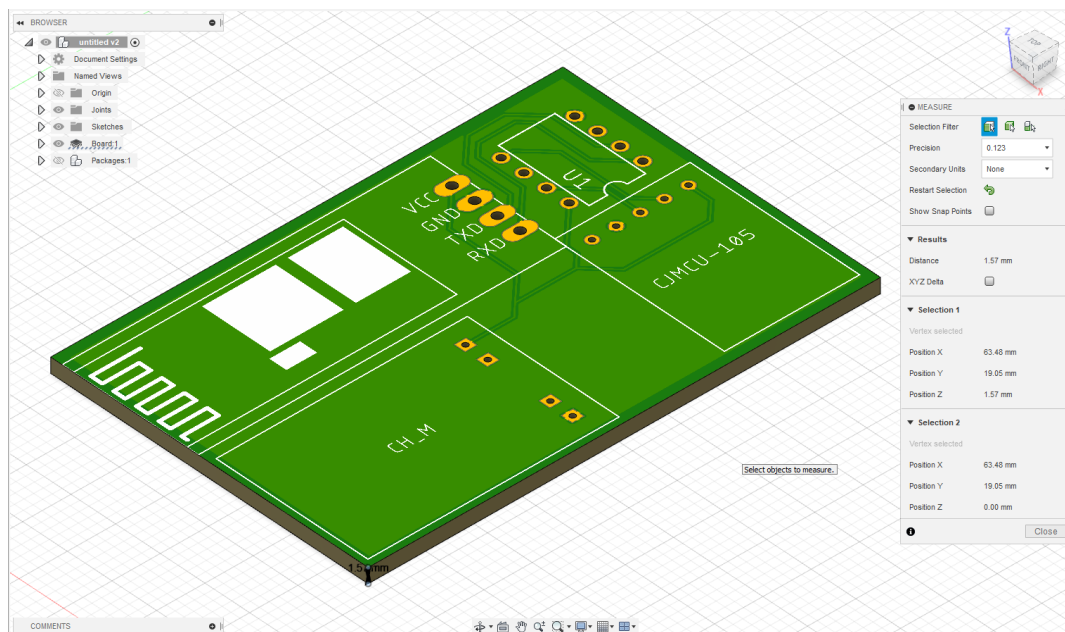 BROWSER
untitled v2
Document Settings
Named Views
Origin
Joints
Sketches
Board:1
Packages:1
Z
TOP
FRONT
RIGHT
X
VCC
GND
TXD
RXD
U1
CJMCU-105
CH_M
1.57 mm
Select objects to measure.
MEASURE
Selection Filter
Precision 0.123
Secondary Units None
Restart Selection
Show Snap Points
Results
Distance 1.57 mm
XYZ Delta
Selection 1
Vertex selected
Position X 63.48 mm
Position Y 19.05 mm
Position Z 1.57 mm
Selection 2
Vertex selected
Position X 63.48 mm
Position Y 19.05 mm
Position Z 0.00 mm
Close
COMMENTS